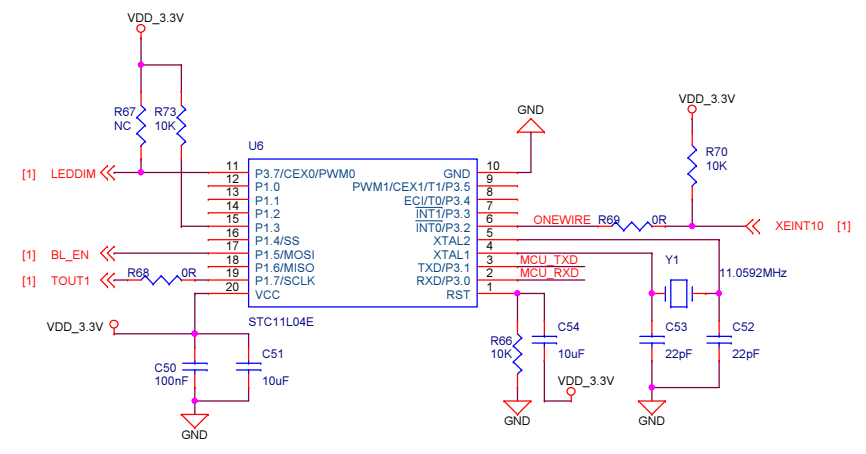 VDD_3.3V
R67
NC
R73
10K
GND
VDD_3.3V
R70
10K
U6
[1] LEDDIM
11 P3.7/CEX0/PWM0
12 P1.0
13 P1.1
14 P1.2
15 P1.3
16 P1.4/SS
17 P1.5/MOSI
18 P1.6/MISO
19 P1.7/SCLK
20 VCC
GND 10
PWM1/CEX1/T1/P3.5 9
ECI/T0/P3.4 8
INT1/P3.3 7
INT0/P3.2 6
XTAL2 5
XTAL1 4
TXD/P3.1 3
RXD/P3.0 2
RST 1
ONEWIRE R69 0R
XEINT10 [1]
[1] BL_EN
[1] TOUT1
R68 0R
MCU_TXD
MCU_RXD
Y1
11.0592MHz
STC11L04E
VDD_3.3V
C50
100nF
C51
10uF
GND
R66
10K
C54
10uF
VDD_3.3V
GND
C53
22pF
C52
22pF
GND